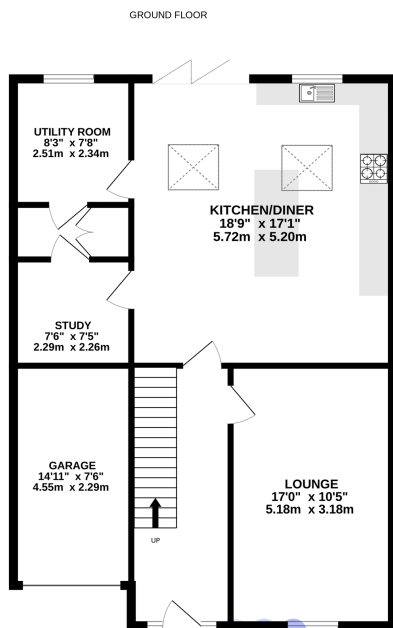 GROUND FLOOR
UTILITY ROOM
8'3" x 7'8"
2.51m x 2.34m
KITCHEN/DINER
18'9" x 17'1"
5.72m x 5.20m
STUDY
7'6" x 7'5"
2.29m x 2.26m
GARAGE
14'11" x 7'6"
4.55m x 2.29m
LOUNGE
17'0" x 10'5"
5.18m x 3.18m
UP